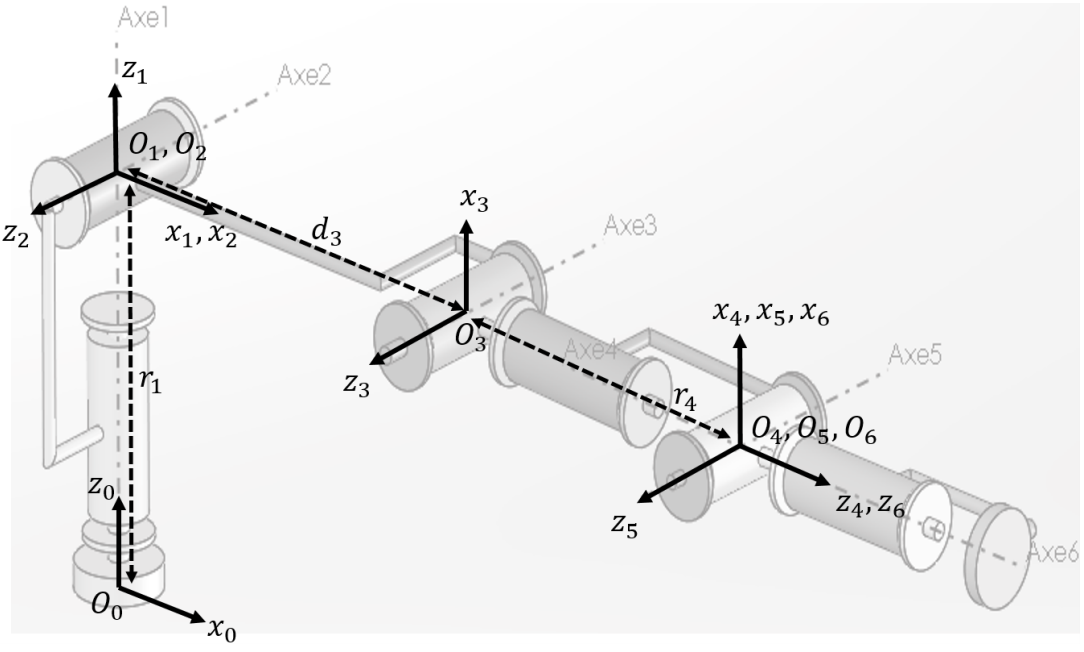 Axe1
z₁
Axe2
O₁, O₂
z₂
x₁, x₂
d₃
x₃
Axe3
O₃
z₃
Axe4
r₁
x₄, x₅, x₆
Axe5
r₄
O₄, O₅, O₆
z₄, z₆
z₅
z₀
Axe6
O₀
x₀